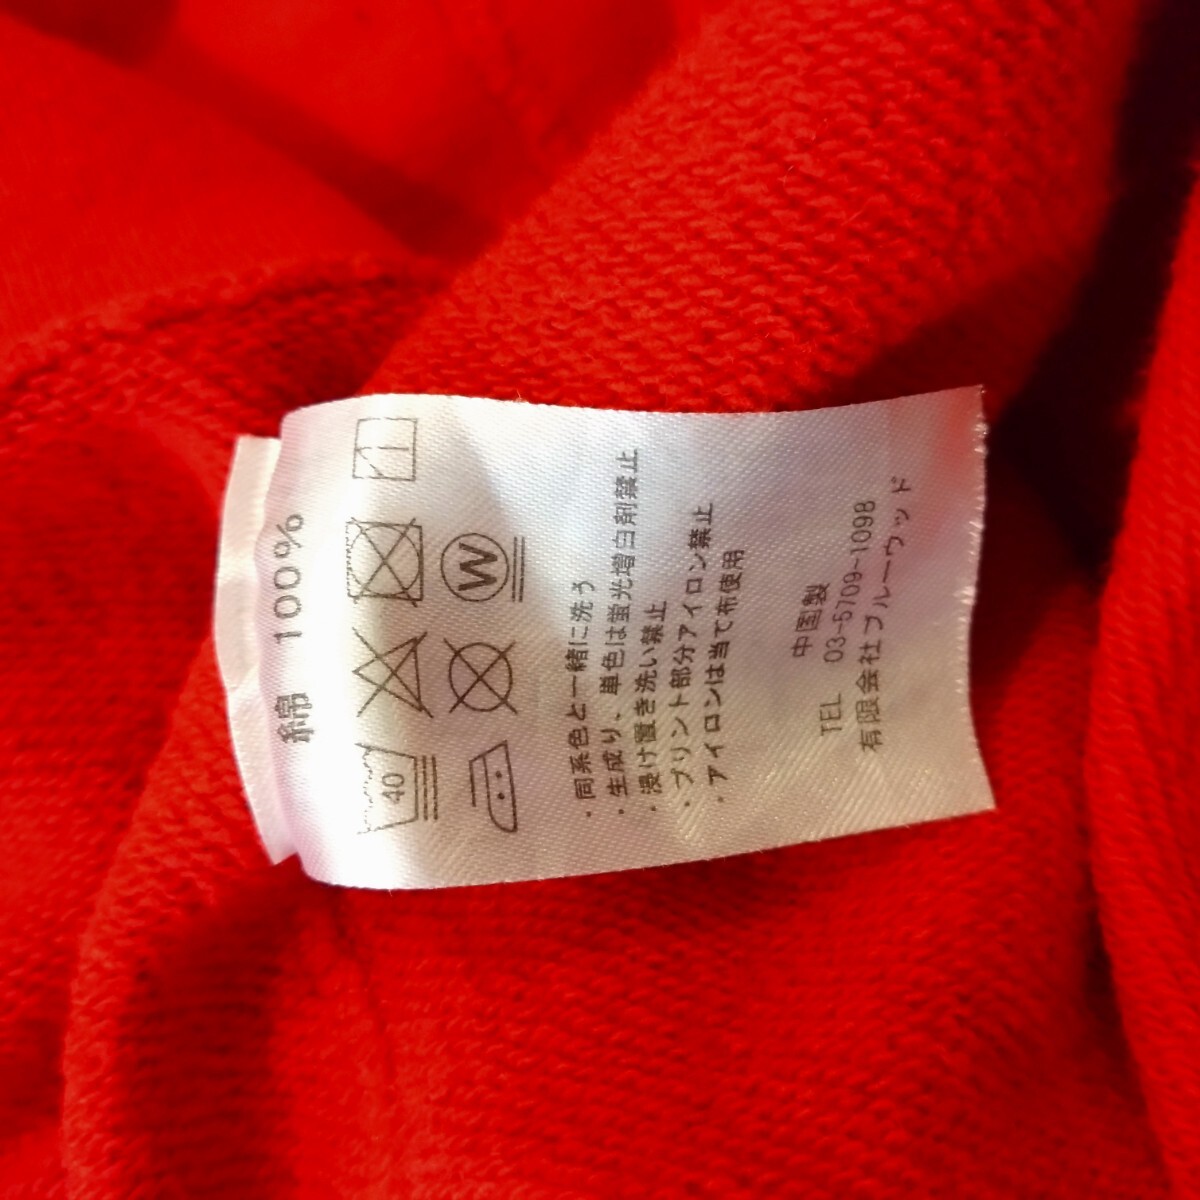 綿 100%
40
W
・同系色と一緒に洗う
・生成り、単色は蛍光増白剤禁止
・浸け置き洗い禁止
・プリント部分アイロン禁止
・アイロンは当て布使用
中国製
TEL 03-5709-1098
有限会社ブルーウッド